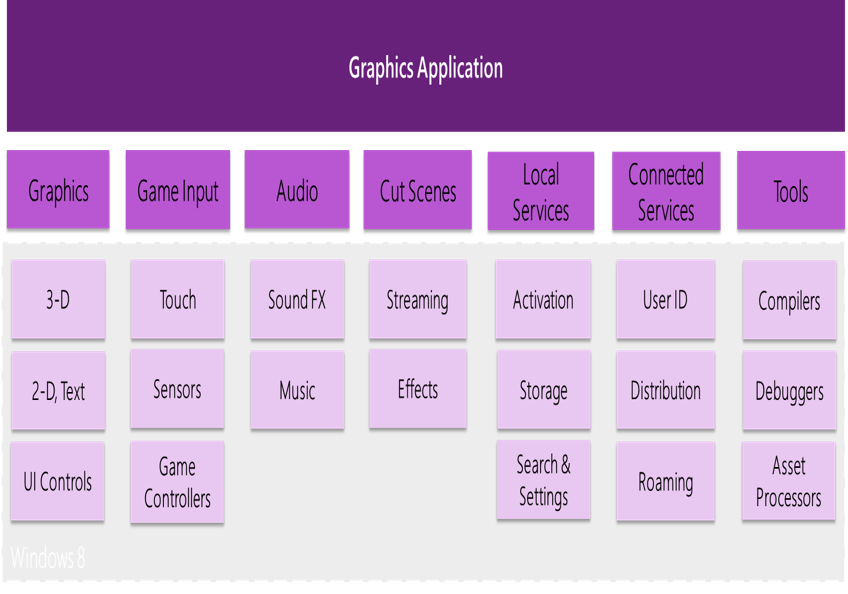 Graphics Application
Graphics
Game Input
Audio
Cut Scenes
Local
Services
Connected
Services
Tools
3-D
Touch
Sound FX
Streaming
Activation
User ID
Compilers
2-D, Text
Sensors
Music
Effects
Storage
Distribution
Debuggers
UI Controls
Game
Controllers
Search &
Settings
Roaming
Asset
Processors
Windows 8